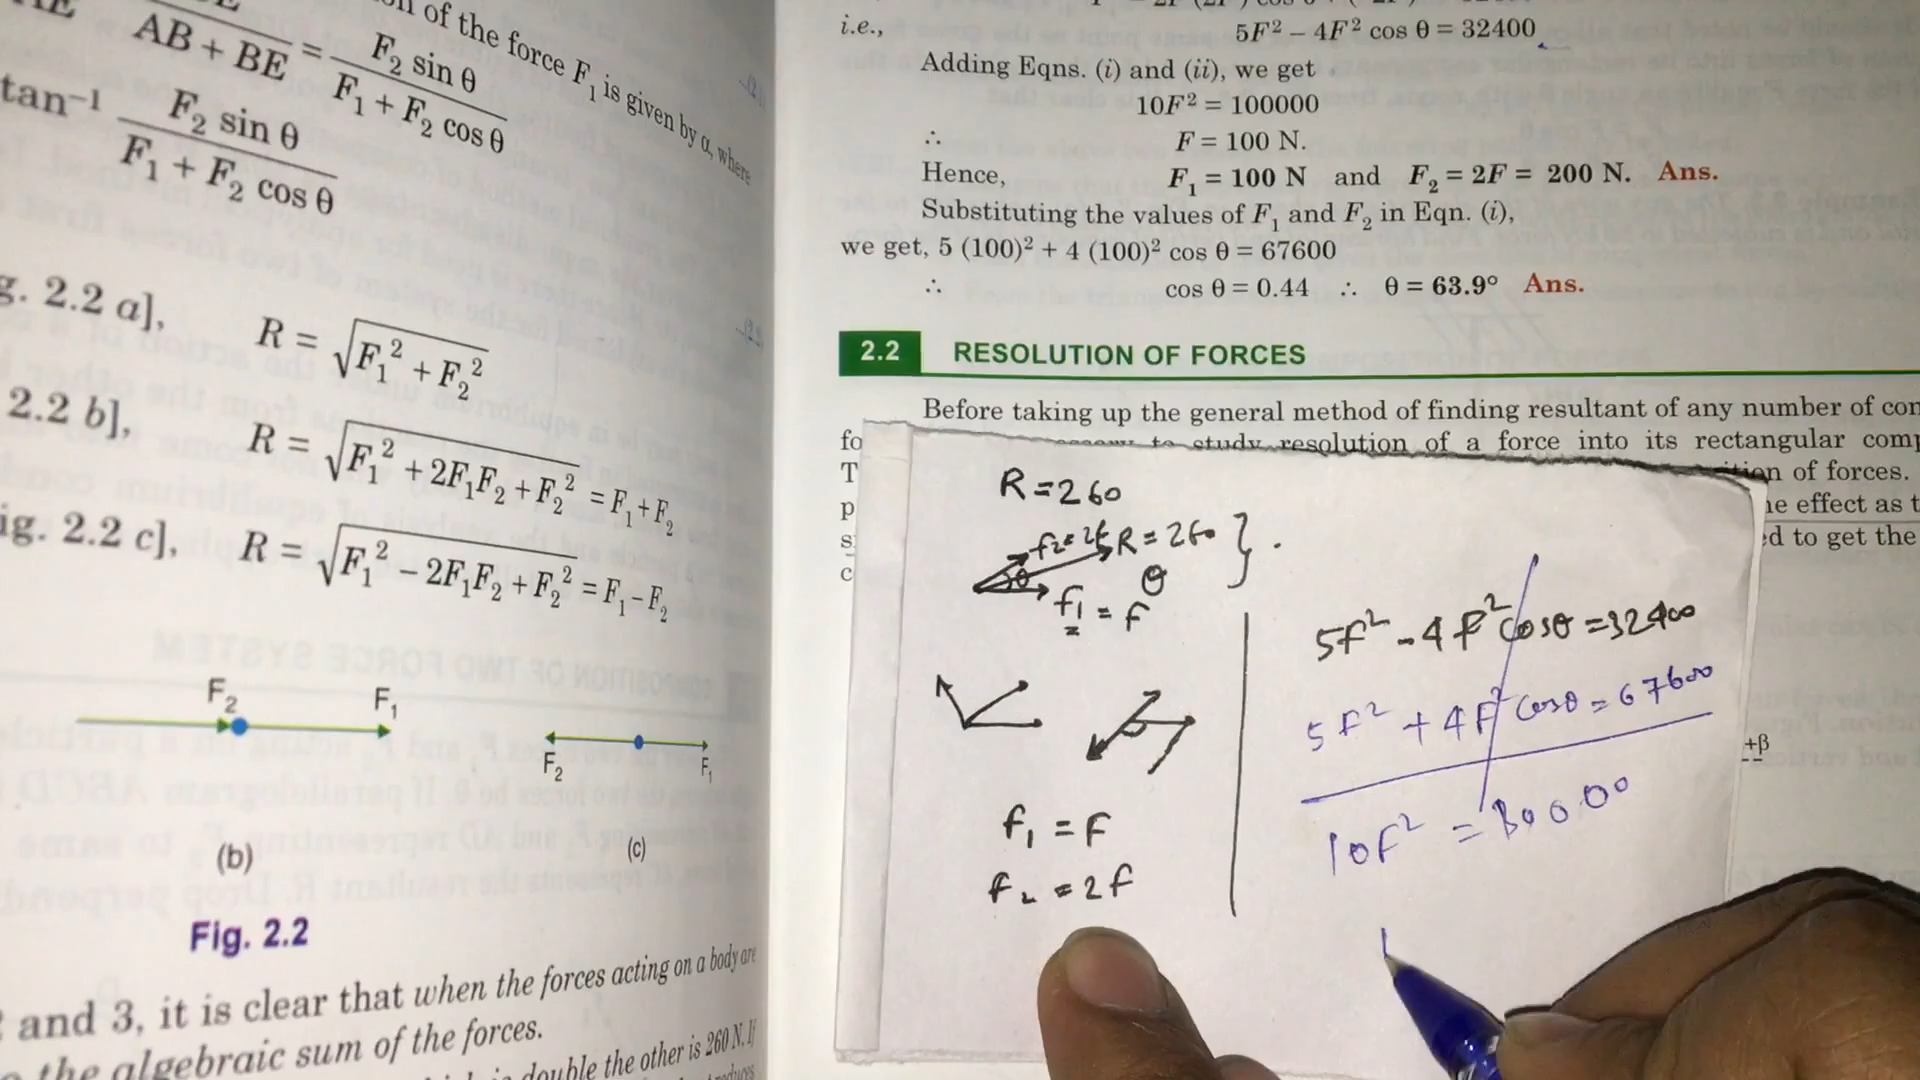 AB + BE = F₂ sin θ / F₁ + F₂ cos θ
of the force F₁ is given by α, where
tan⁻¹ F₂ sin θ / F₁ + F₂ cos θ
g. 2.2 a], R = √F₁² + F₂²
2.2 b], R = √F₁² + 2F₁F₂ + F₂² = F₁ + F₂
ig. 2.2 c], R = √F₁² − 2F₁F₂ + F₂² = F₁ − F₂
F₂ F₁
F₂ F₁
(b) (c)
Fig. 2.2
and 3, it is clear that when the forces acting on a body are
the algebraic sum of the forces.
double the other is 260 N. If
i.e., 5F² − 4F² cos θ = 32400
Adding Eqns. (i) and (ii), we get
10F² = 100000
∴ F = 100 N.
Hence, F₁ = 100 N and F₂ = 2F = 200 N. Ans.
Substituting the values of F₁ and F₂ in Eqn. (i),
we get, 5 (100)² + 4 (100)² cos θ = 67600
∴ cos θ = 0.44 ∴ θ = 63.9° Ans.
2.2 RESOLUTION OF FORCES
Before taking up the general method of finding resultant of any number of
fo to study resolution of a force into its rectangular
T of forces.
p effect as
s d to get the
c
+β
R = 260
f₂ = 2f R = 260
θ θ
f₁ = F
f₁ = F
f₂ = 2f
5f² - 4F² cosθ = 32400
5F² + 4F² cosθ = 67600
10F² =